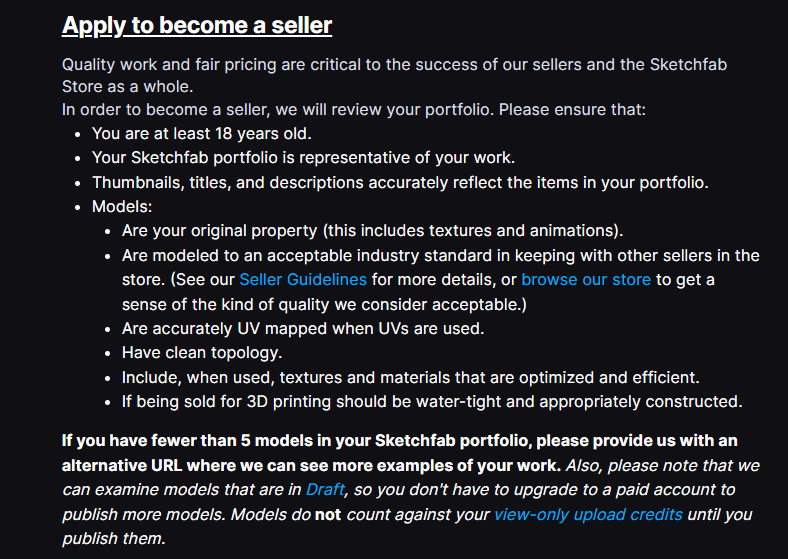 Apply to become a seller
Quality work and fair pricing are critical to the success of our sellers and the Sketchfab
Store as a whole.
In order to become a seller, we will review your portfolio. Please ensure that:
• You are at least 18 years old.
• Your Sketchfab portfolio is representative of your work.
• Thumbnails, titles, and descriptions accurately reflect the items in your portfolio.
• Models:
• Are your original property (this includes textures and animations).
• Are modeled to an acceptable industry standard in keeping with other sellers in the
store. (See our Seller Guidelines for more details, or browse our store to get a
sense of the kind of quality we consider acceptable.)
• Are accurately UV mapped when UVs are used.
• Have clean topology.
• Include, when used, textures and materials that are optimized and efficient.
• If being sold for 3D printing should be water-tight and appropriately constructed.
If you have fewer than 5 models in your Sketchfab portfolio, please provide us with an
alternative URL where we can see more examples of your work. Also, please note that we
can examine models that are in Draft, so you don't have to upgrade to a paid account to
publish more models. Models do not count against your view-only upload credits until you
publish them.